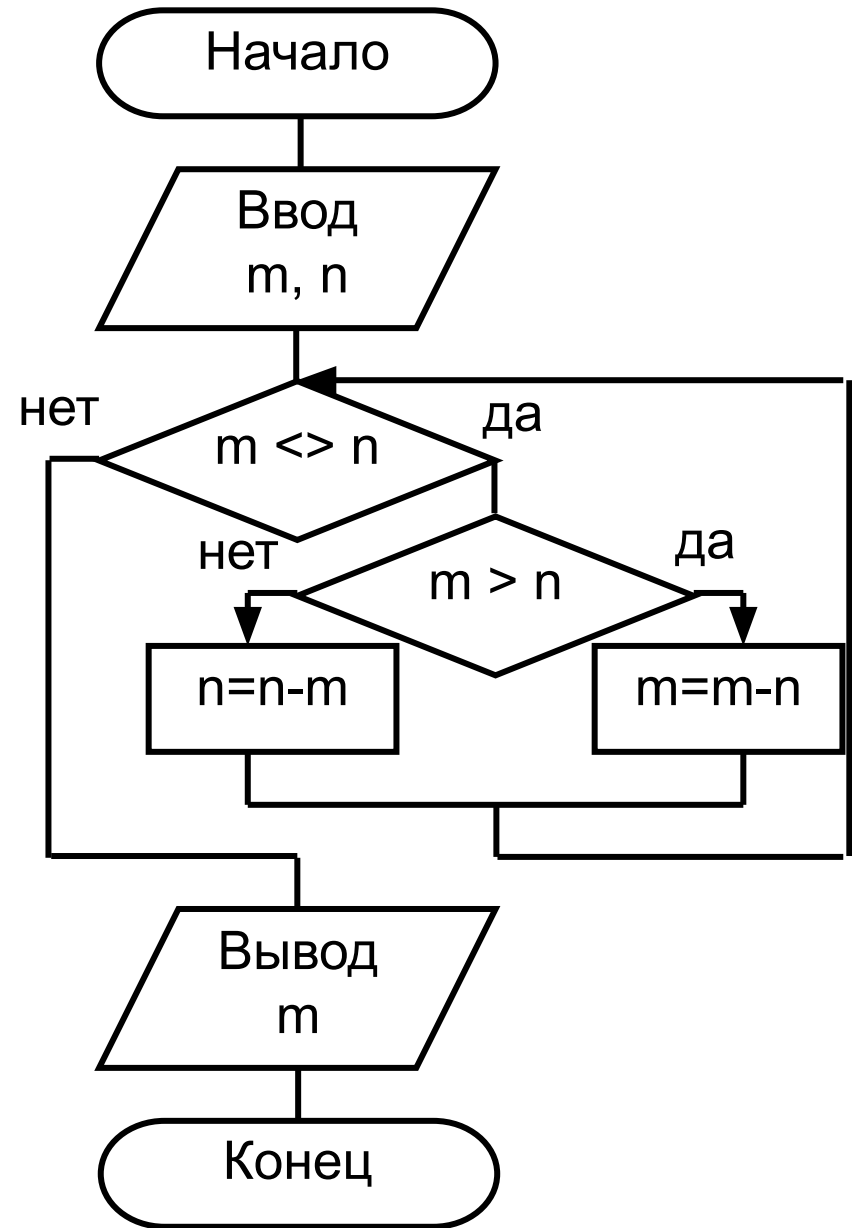 Начало
Ввод
m, n
нет
да
m <> n
нет
да
m > n
n=n-m
m=m-n
Вывод
m
Конец